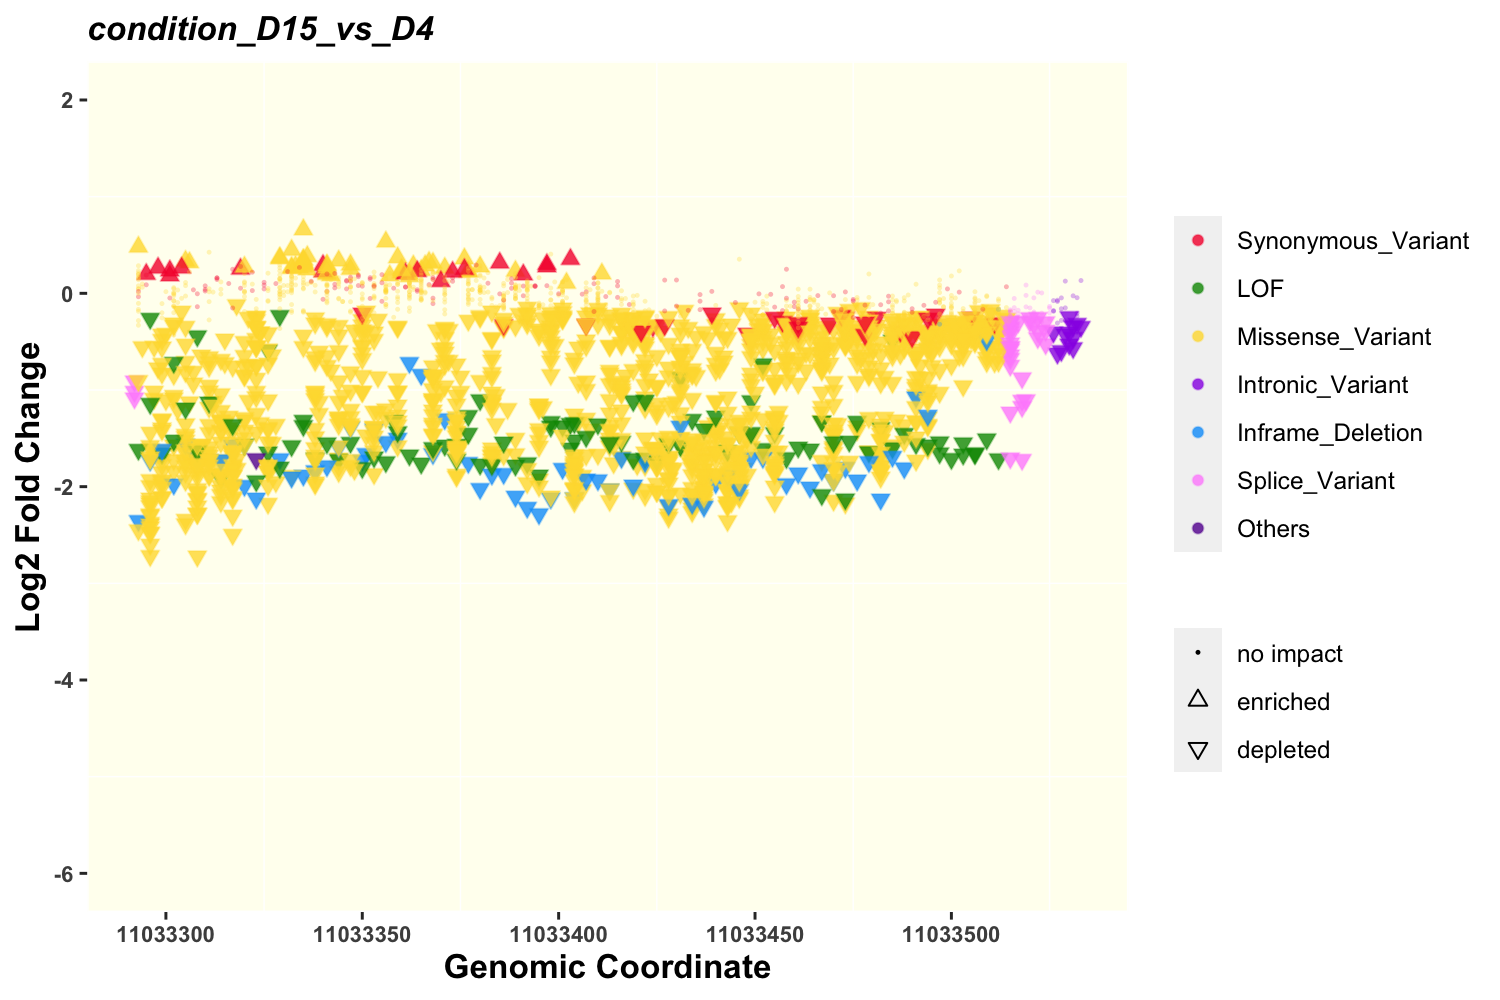 condition_D15_vs_D4
Log2 Fold Change
2
0
-2
-4
-6
11033300
11033350
11033400
11033450
11033500
Genomic Coordinate
Synonymous_Variant
LOF
Missense_Variant
Intronic_Variant
Inframe_Deletion
Splice_Variant
Others
no impact
enriched
depleted